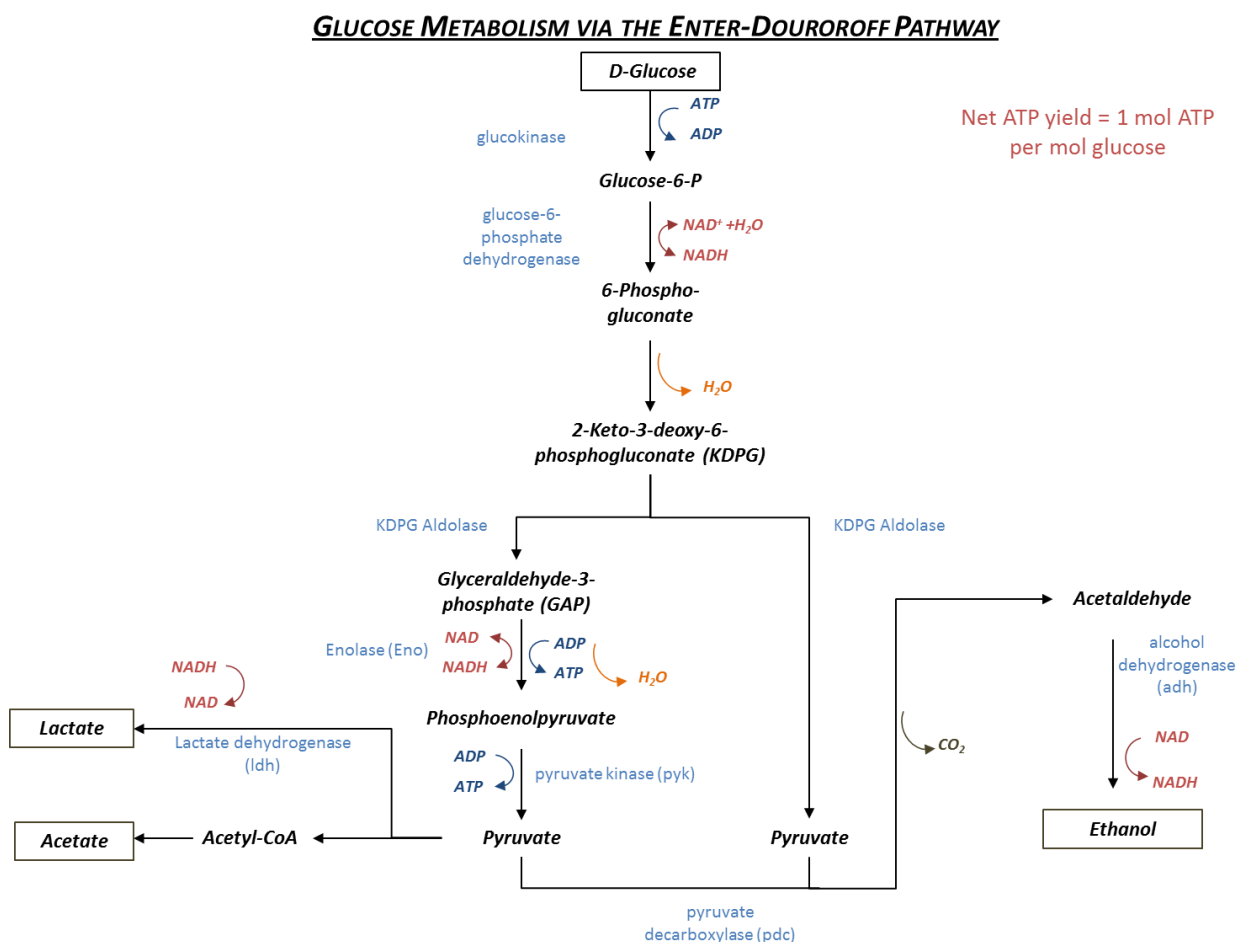 GLUCOSE METABOLISM VIA THE ENTER-DOUROROFF PATHWAY
D-Glucose
ATP
ADP
glucokinase
Net ATP yield = 1 mol ATP
per mol glucose
Glucose-6-P
glucose-6-
phosphate
dehydrogenase
NAD⁺ +H₂O
NADH
6-Phospho-
gluconate
H₂O
2-Keto-3-deoxy-6-
phosphogluconate (KDPG)
KDPG Aldolase
KDPG Aldolase
Glyceraldehyde-3-
phosphate (GAP)
Acetaldehyde
Enolase (Eno)
NAD
NADH
ADP
ATP
H₂O
alcohol
dehydrogenase
(adh)
NADH
NAD
Lactate
Lactate dehydrogenase
(ldh)
Phosphoenolpyruvate
ADP
ATP
pyruvate kinase (pyk)
CO₂
NAD
NADH
Acetate
Acetyl-CoA
Pyruvate
Pyruvate
Ethanol
pyruvate
decarboxylase (pdc)